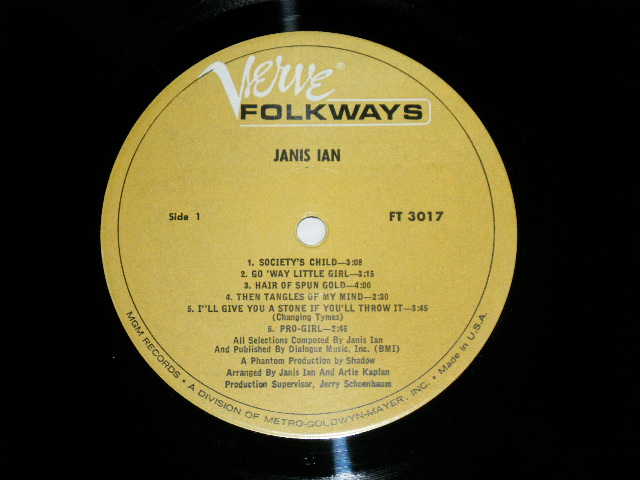 Verve®
FOLKWAYS
JANIS IAN
Side 1
FT 3017
1. SOCIETY'S CHILD—3:08
2. GO 'WAY LITTLE GIRL—3:15
3. HAIR OF SPUN GOLD—4:00
4. THEN TANGLES OF MY MIND—2:30
5. I"LL GIVE YOU A STONE IF YOU'LL THROW IT—3:45
(Changing Tymes)
6. PRO-GIRL—2:46
All Selections Composed By Janis Ian
And Published By Dialogue Music, Inc. (BMI)
A Phantom Production by Shadow
Arranged By Janis Ian And Artie Kaplan
Production Supervisor, Jerry Schoenbaum
MGM RECORDS • A DIVISION OF METRO-GOLDWYN-MAYER, INC. • Made in U.S.A.